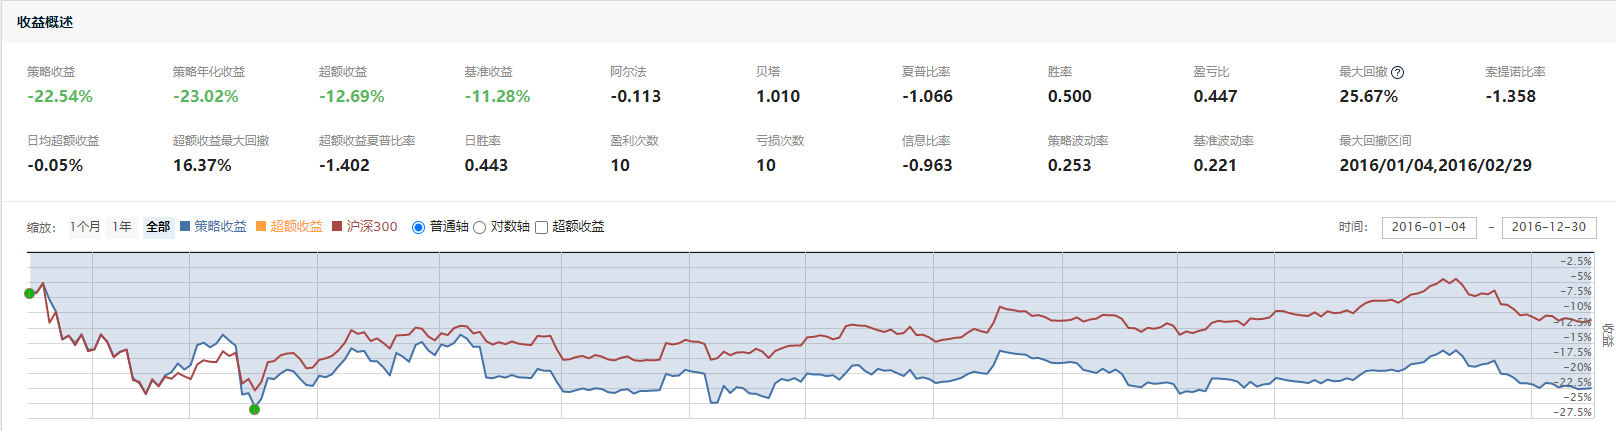 收益概述
策略收益 策略年化收益 超额收益 基准收益 阿尔法 贝塔 夏普比率 胜率 盈亏比 最大回撤 ? 索提诺比率
-22.54% -23.02% -12.69% -11.28% -0.113 1.010 -1.066 0.500 0.447 25.67% -1.358
日均超额收益 超额收益最大回撤 超额收益夏普比率 日胜率 盈利次数 亏损次数 信息比率 策略波动率 基准波动率 最大回撤区间
-0.05% 16.37% -1.402 0.443 10 10 -0.963 0.253 0.221 2016/01/04,2016/02/29
缩放: 1个月 1年 全部 策略收益 超额收益 沪深300 普通轴 对数轴 超额收益 时间: 2016-01-04 - 2016-12-30
-2.5%
-5%
-7.5%
-10%
-12.5%
-15%
-17.5%
-20%
-22.5%
-25%
-27.5%
收益